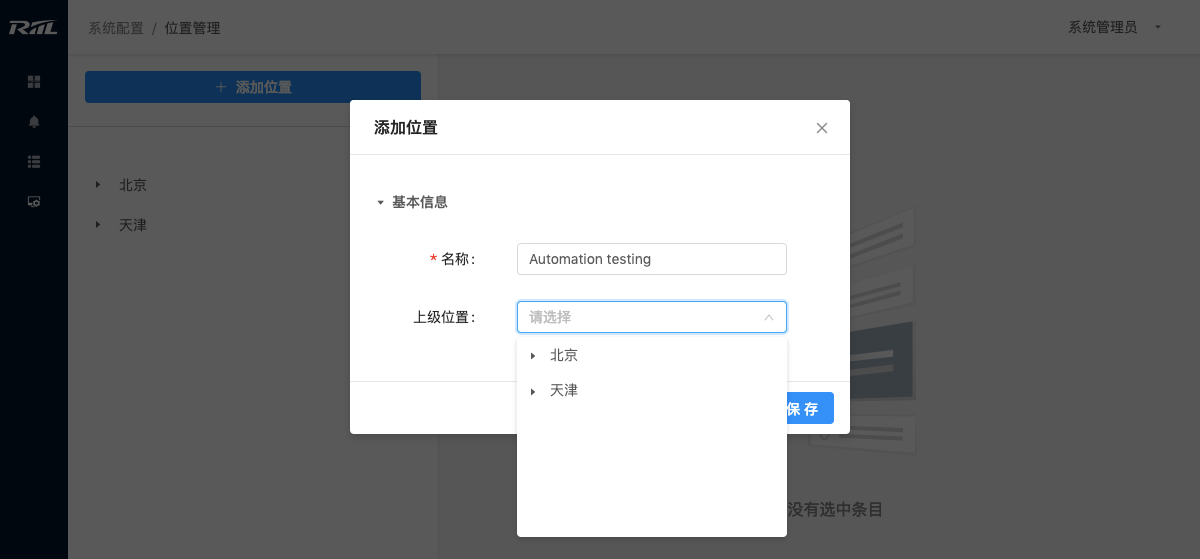 RIIL
系统配置 / 位置管理
系统管理员
+ 添加位置
北京
天津
添加位置
基本信息
* 名称:
Automation testing
上级位置:
请选择
北京
天津
保 存
没有选中条目